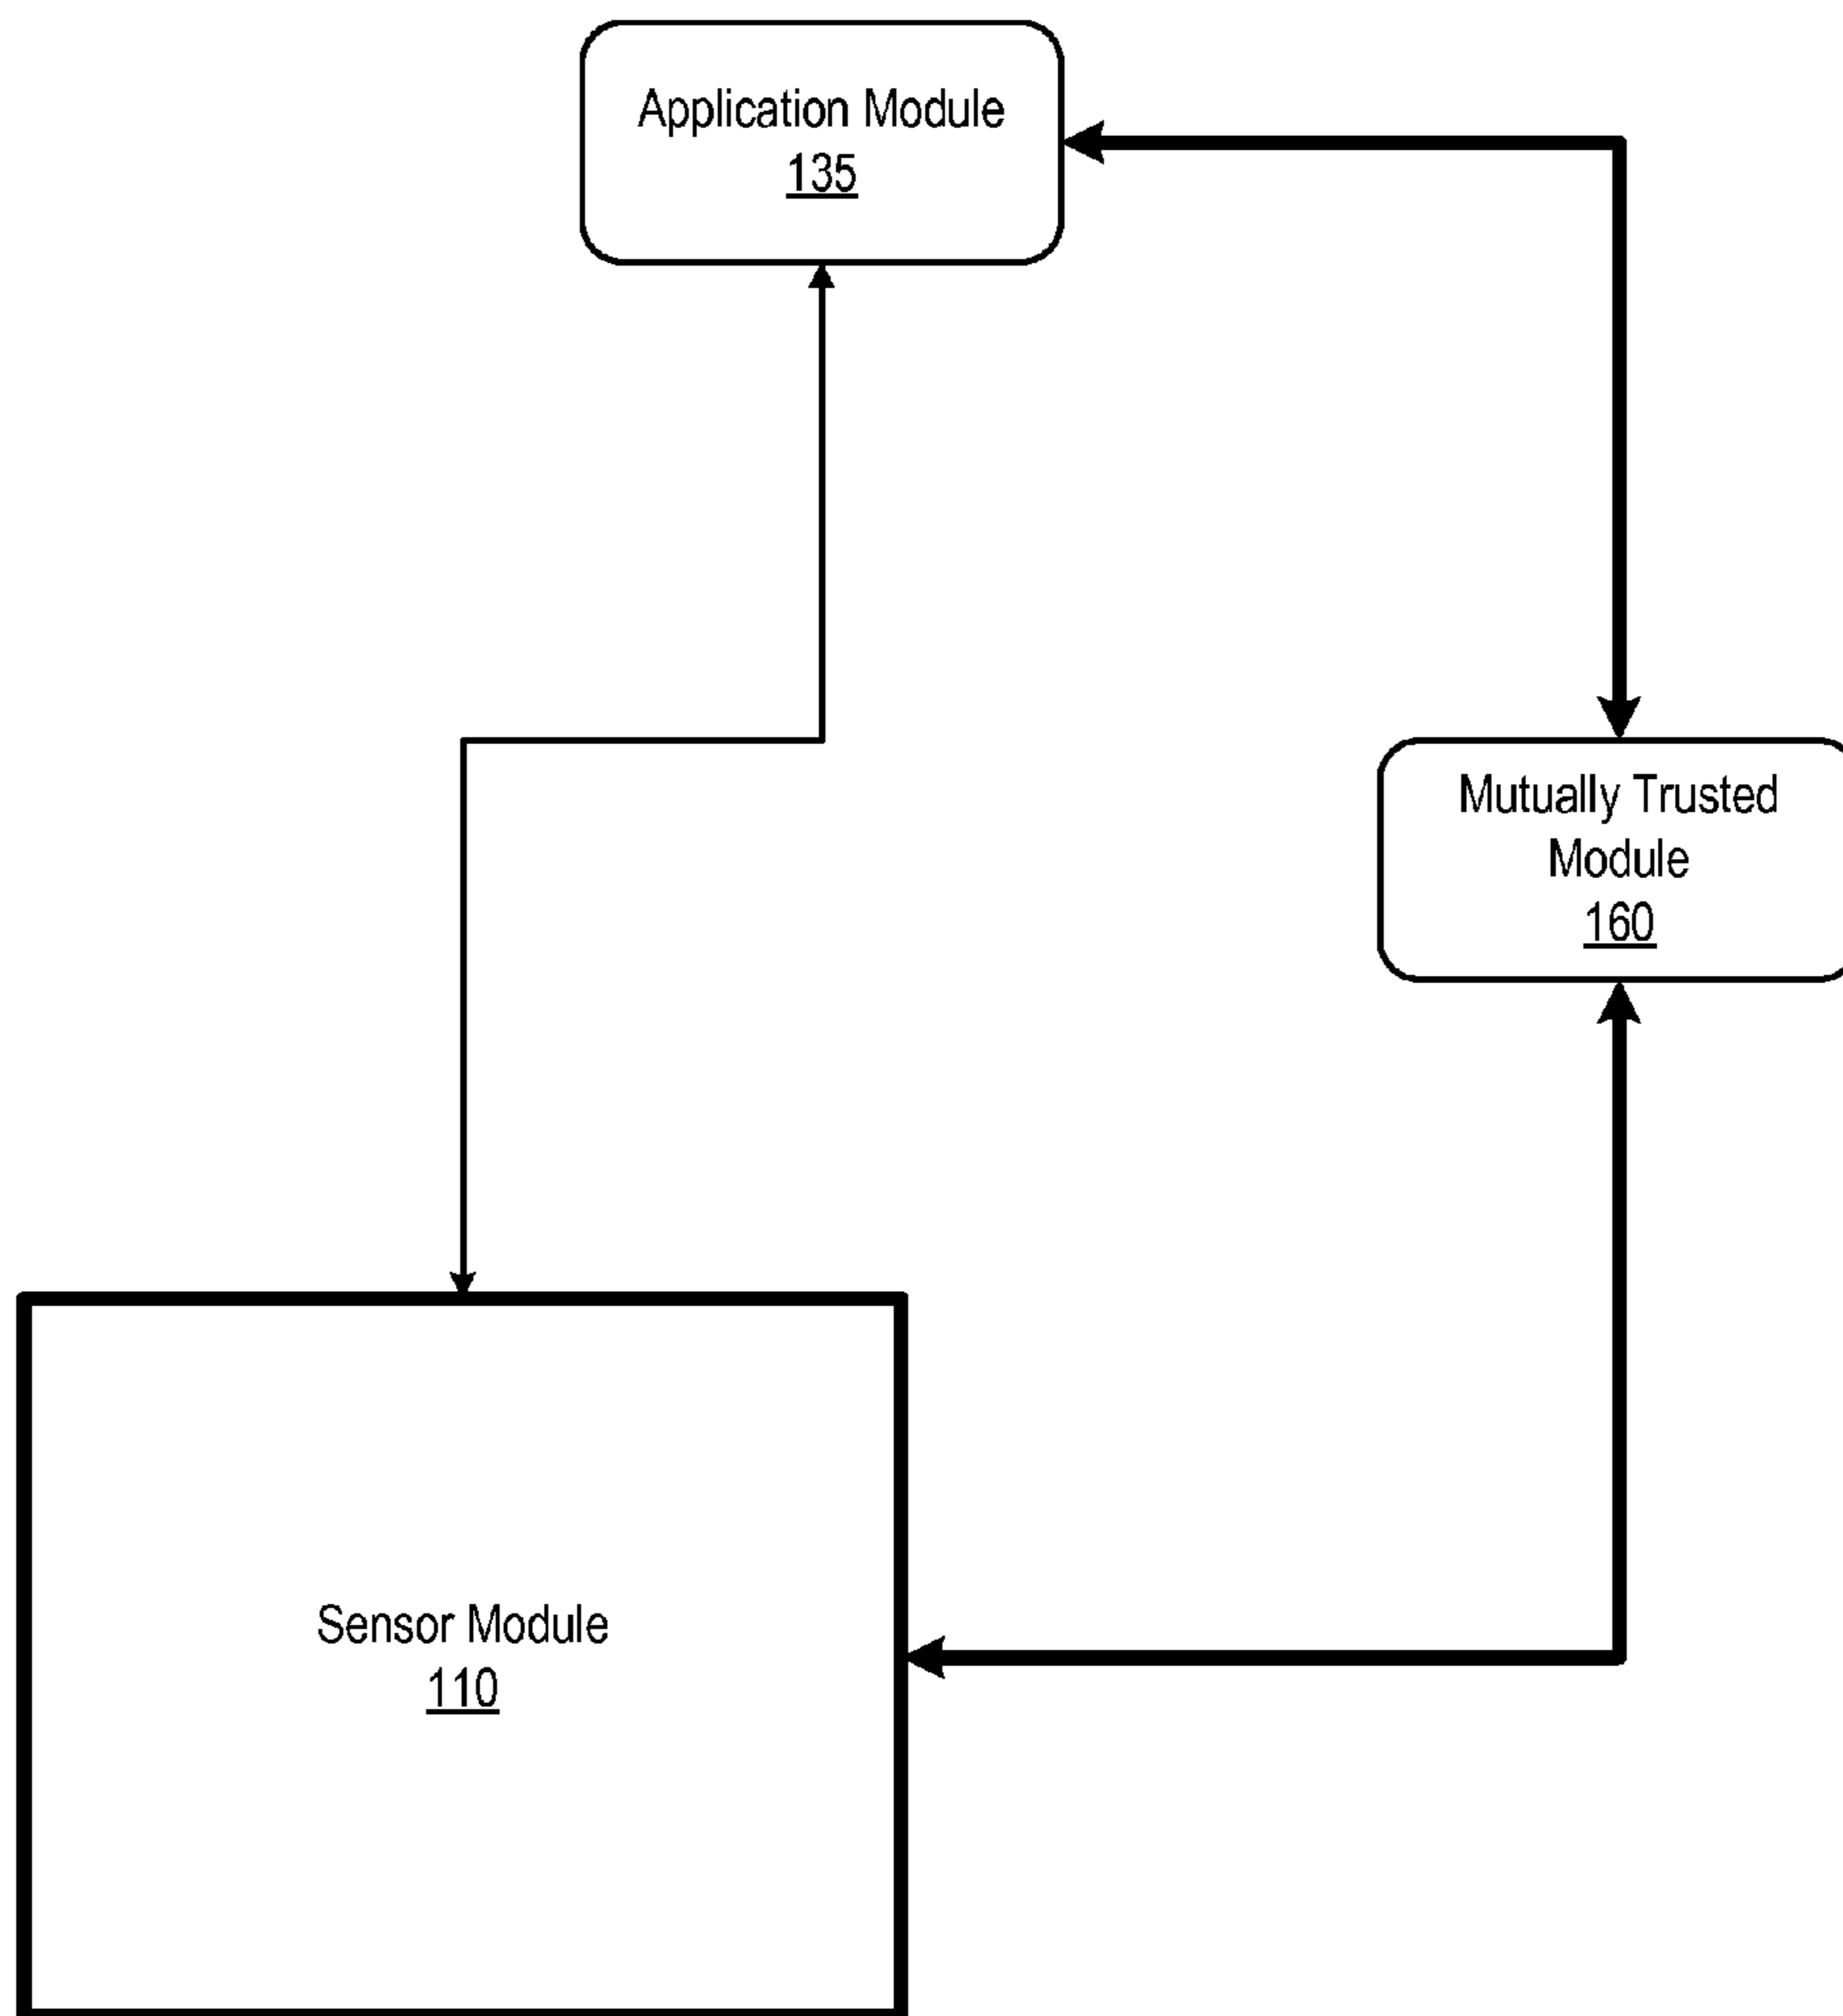 Application Module
135
Mutually Trusted
Module
160
Sensor Module
110